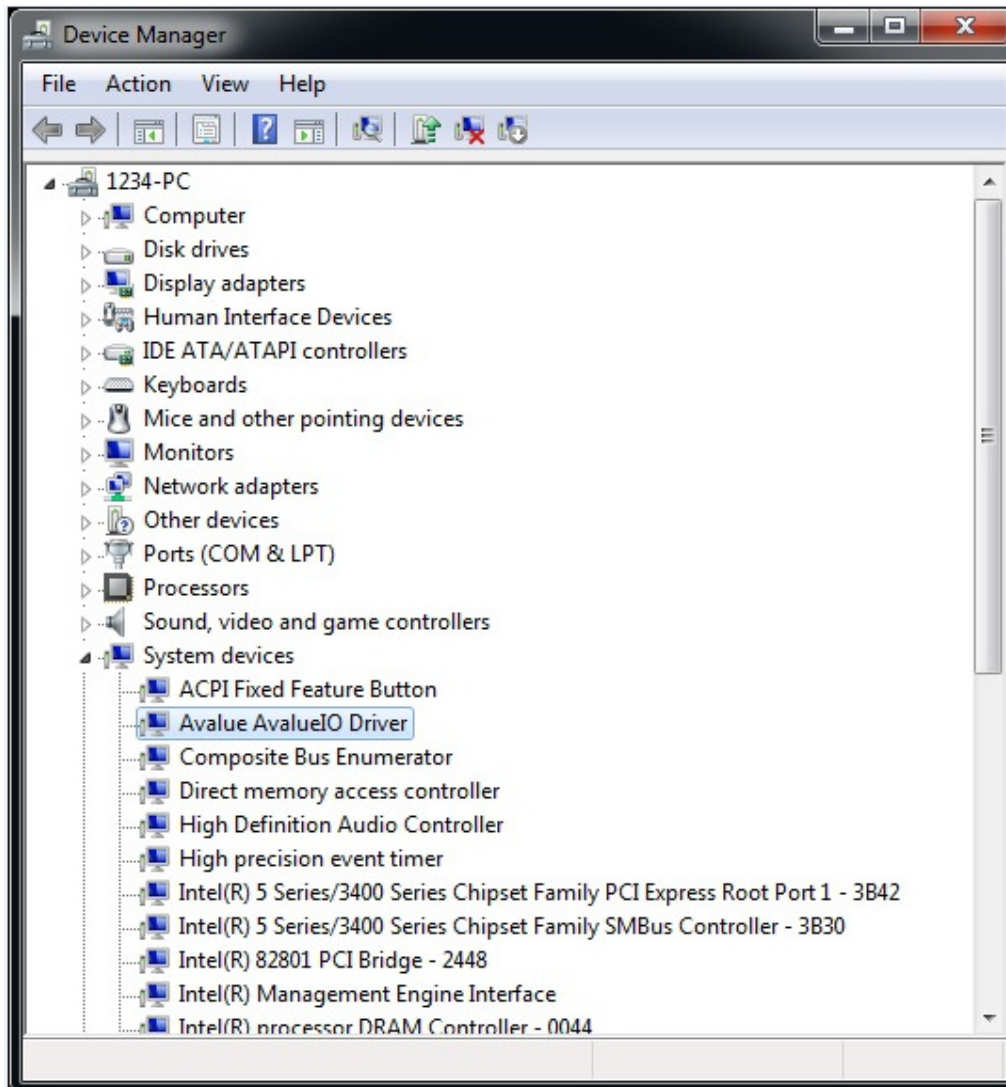 Device Manager
File Action View Help
1234-PC
Computer
Disk drives
Display adapters
Human Interface Devices
IDE ATA/ATAPI controllers
Keyboards
Mice and other pointing devices
Monitors
Network adapters
Other devices
Ports (COM & LPT)
Processors
Sound, video and game controllers
System devices
ACPI Fixed Feature Button
Avalue AvalueIO Driver
Composite Bus Enumerator
Direct memory access controller
High Definition Audio Controller
High precision event timer
Intel(R) 5 Series/3400 Series Chipset Family PCI Express Root Port 1 - 3B42
Intel(R) 5 Series/3400 Series Chipset Family SMBus Controller - 3B30
Intel(R) 82801 PCI Bridge - 2448
Intel(R) Management Engine Interface
Intel(R) processor DRAM Controller - 0044